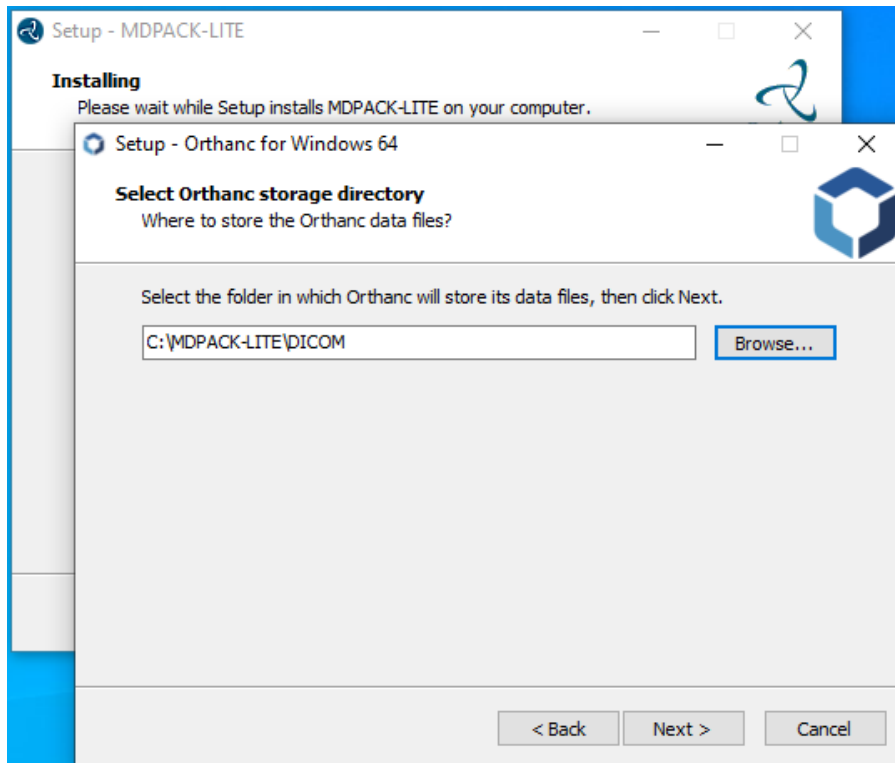 Setup - MDPACK-LITE
Installing
Please wait while Setup installs MDPACK-LITE on your computer.
Setup - Orthanc for Windows 64
Select Orthanc storage directory
Where to store the Orthanc data files?
Select the folder in which Orthanc will store its data files, then click Next.
C:\MDPACK-LITE\DICOM
Browse...
< Back
Next >
Cancel